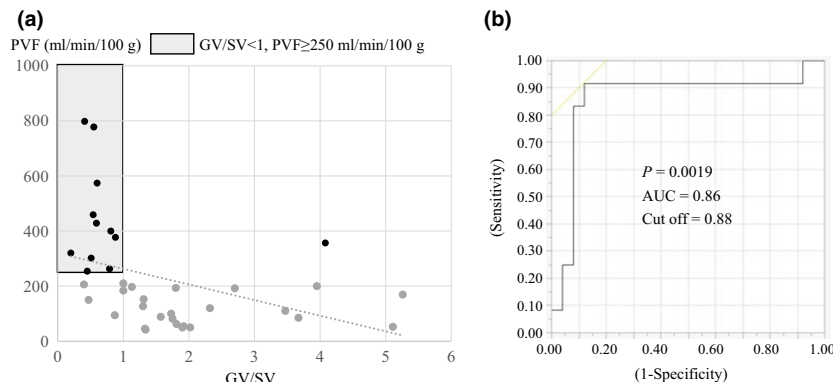 (a)
PVF (ml/min/100 g) GV/SV<1, PVF≥250 ml/min/100 g
1000
800
600
400
200
0
0 1 2 3 4 5 6
GV/SV
(b)
1.00
0.90
0.80
0.70
0.60
0.50
0.40
0.30
0.20
0.10
0.00
(Sensitivity)
P = 0.0019
AUC = 0.86
Cut off = 0.88
0.00 0.20 0.40 0.60 0.80 1.00
(1-Specificity)